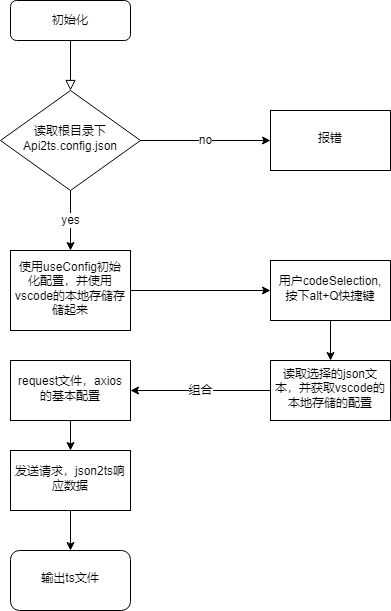 初始化
读取根目录下
Api2ts.config.json
no
报错
yes
使用useConfig初始
化配置，并使用
vscode的本地存储存
储起来
用户codeSelection,
按下alt+Q快捷键
request文件，axios
的基本配置
组合
读取选择的json文
本，并获取vscode的
本地存储的配置
发送请求，json2ts响
应数据
输出ts文件